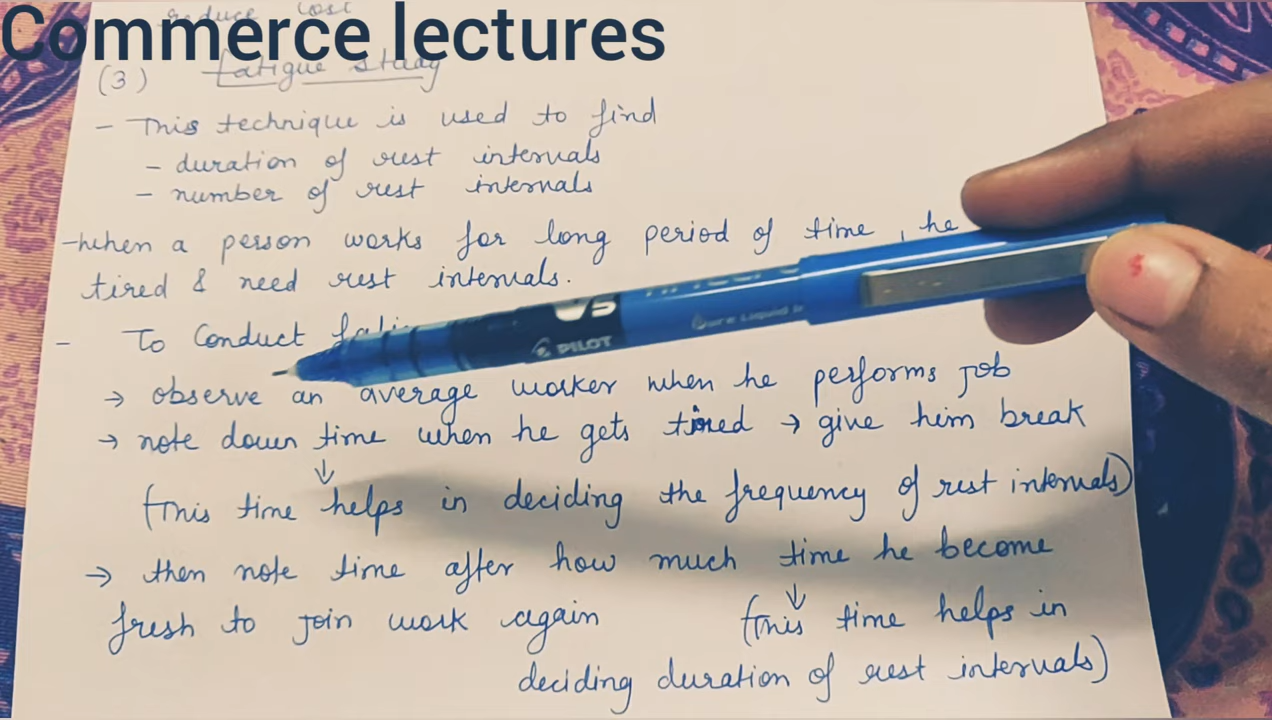 reduce cost
Commerce lectures
(3) Fatigue study
- This technique is used to find
- duration of rest intervals
- number of rest intervals
- when a person works for long period of time, he
tired & need rest intervals.
- To Conduct
→ observe an average worker when he performs job
→ note down time when he gets tired → give him break
↓
(This time helps in deciding the frequency of rest intervals)
→ then note time after how much time he become
↓
fresh to join work again (This time helps in
deciding duration of rest intervals)
V5
PILOT